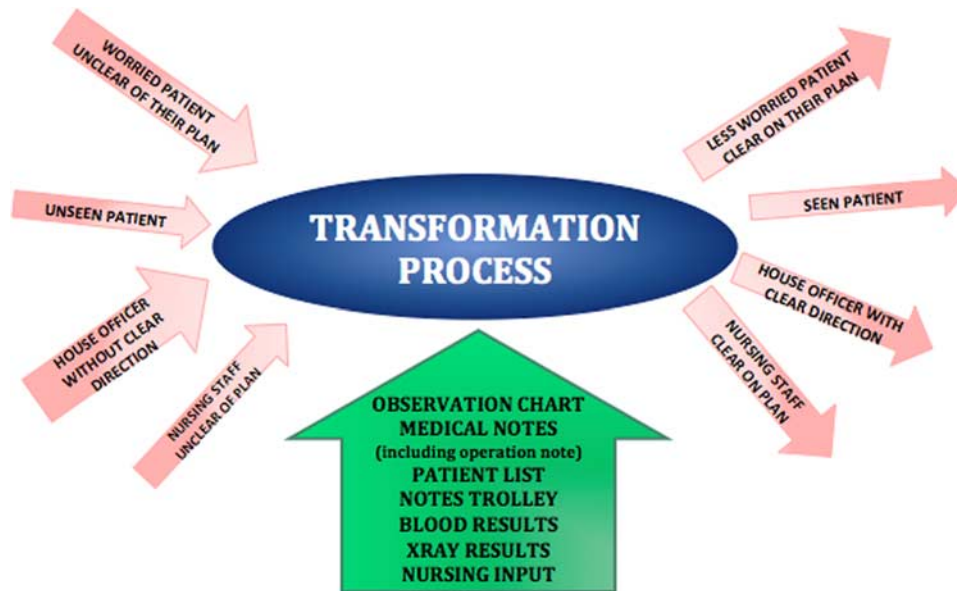 WORRIED PATIENT
UNCLEAR OF THEIR PLAN
UNSEEN PATIENT
HOUSE OFFICER
WITHOUT CLEAR
DIRECTION
NURSING STAFF
UNCLEAR OF PLAN
TRANSFORMATION
PROCESS
LESS WORRIED PATIENT
CLEAR ON THEIR PLAN
SEEN PATIENT
HOUSE OFFICER WITH
CLEAR DIRECTION
NURSING STAFF
CLEAR ON PLAN
OBSERVATION CHART
MEDICAL NOTES
(including operation note)
PATIENT LIST
NOTES TROLLEY
BLOOD RESULTS
XRAY RESULTS
NURSING INPUT